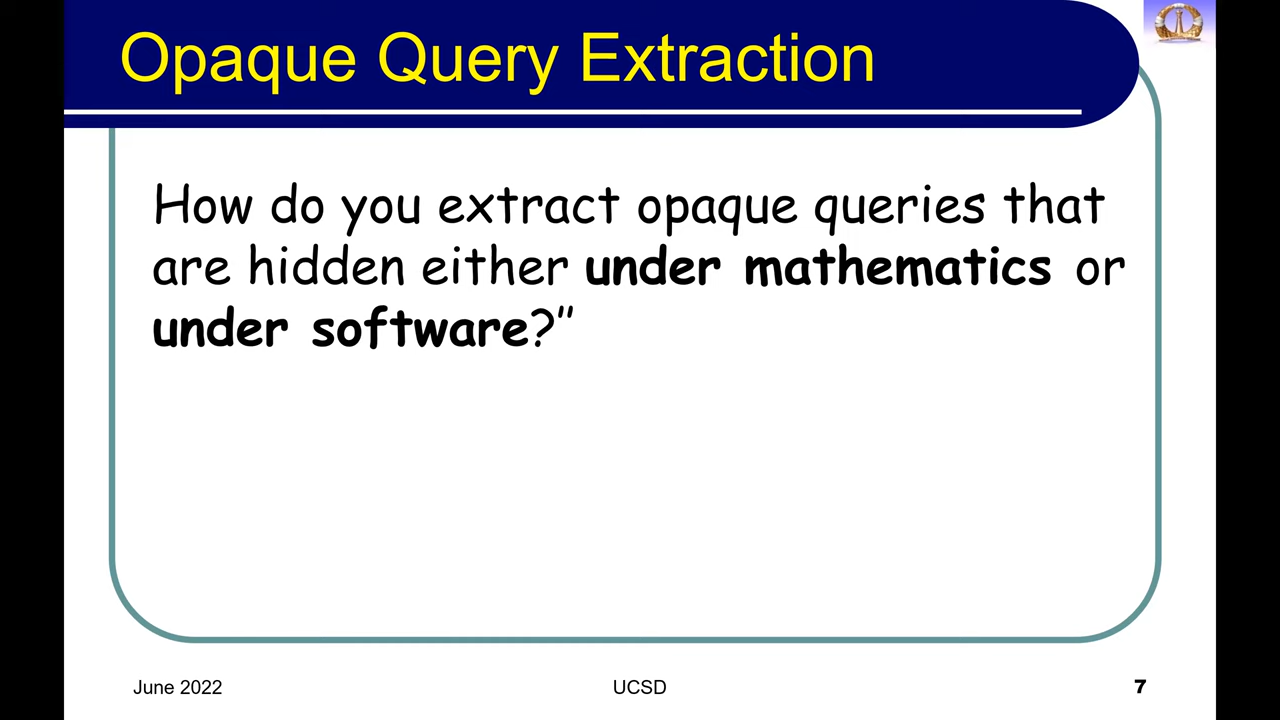 Opaque Query Extraction
How do you extract opaque queries that
are hidden either under mathematics or
under software?”
June 2022
UCSD
7